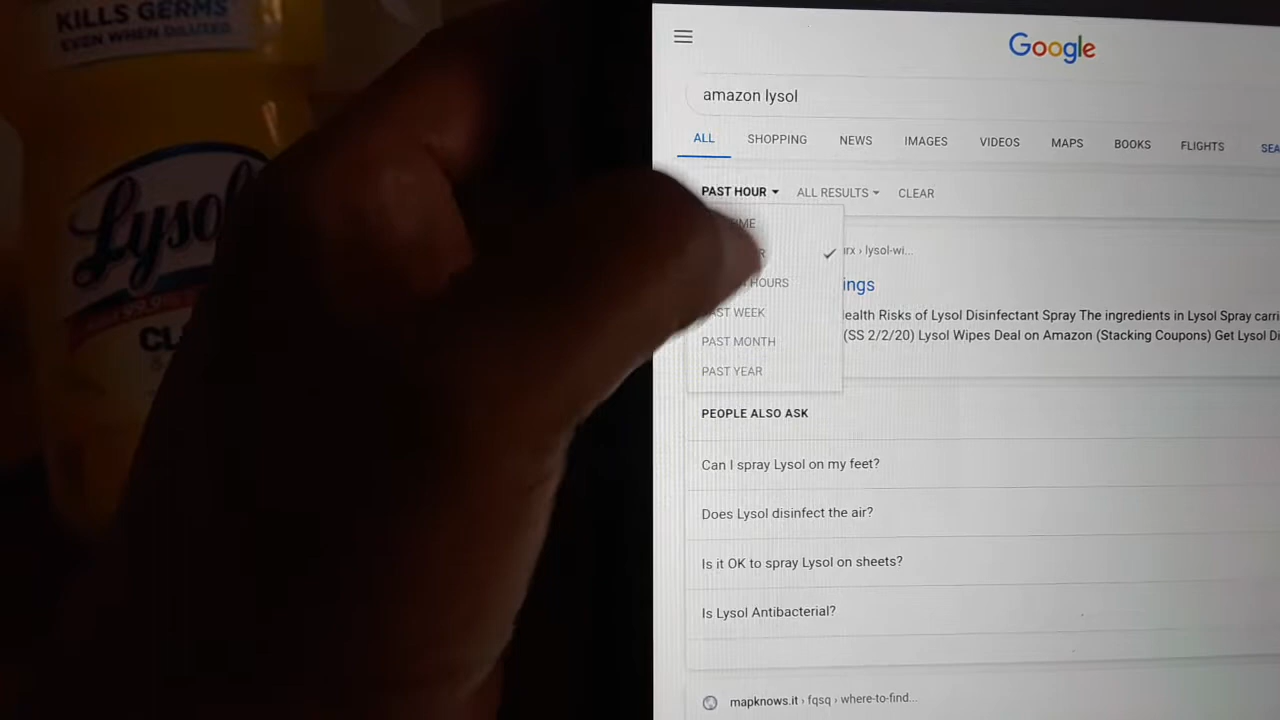 KILLS GERMS
EVEN WHEN DILUTED
Lysol
Google
amazon lysol
ALL SHOPPING NEWS IMAGES VIDEOS MAPS BOOKS FLIGHTS
PAST HOUR ALL RESULTS CLEAR
lysol-wi...
ings
HOURS
ealth Risks of Lysol Disinfectant Spray The ingredients in Lysol Spray carri
WEEK
(SS 2/2/20) Lysol Wipes Deal on Amazon (Stacking Coupons) Get Lysol Di
PAST MONTH
PAST YEAR
PEOPLE ALSO ASK
Can I spray Lysol on my feet?
Does Lysol disinfect the air?
Is it OK to spray Lysol on sheets?
Is Lysol Antibacterial?
mapknows.it › fqsq › where-to-find...